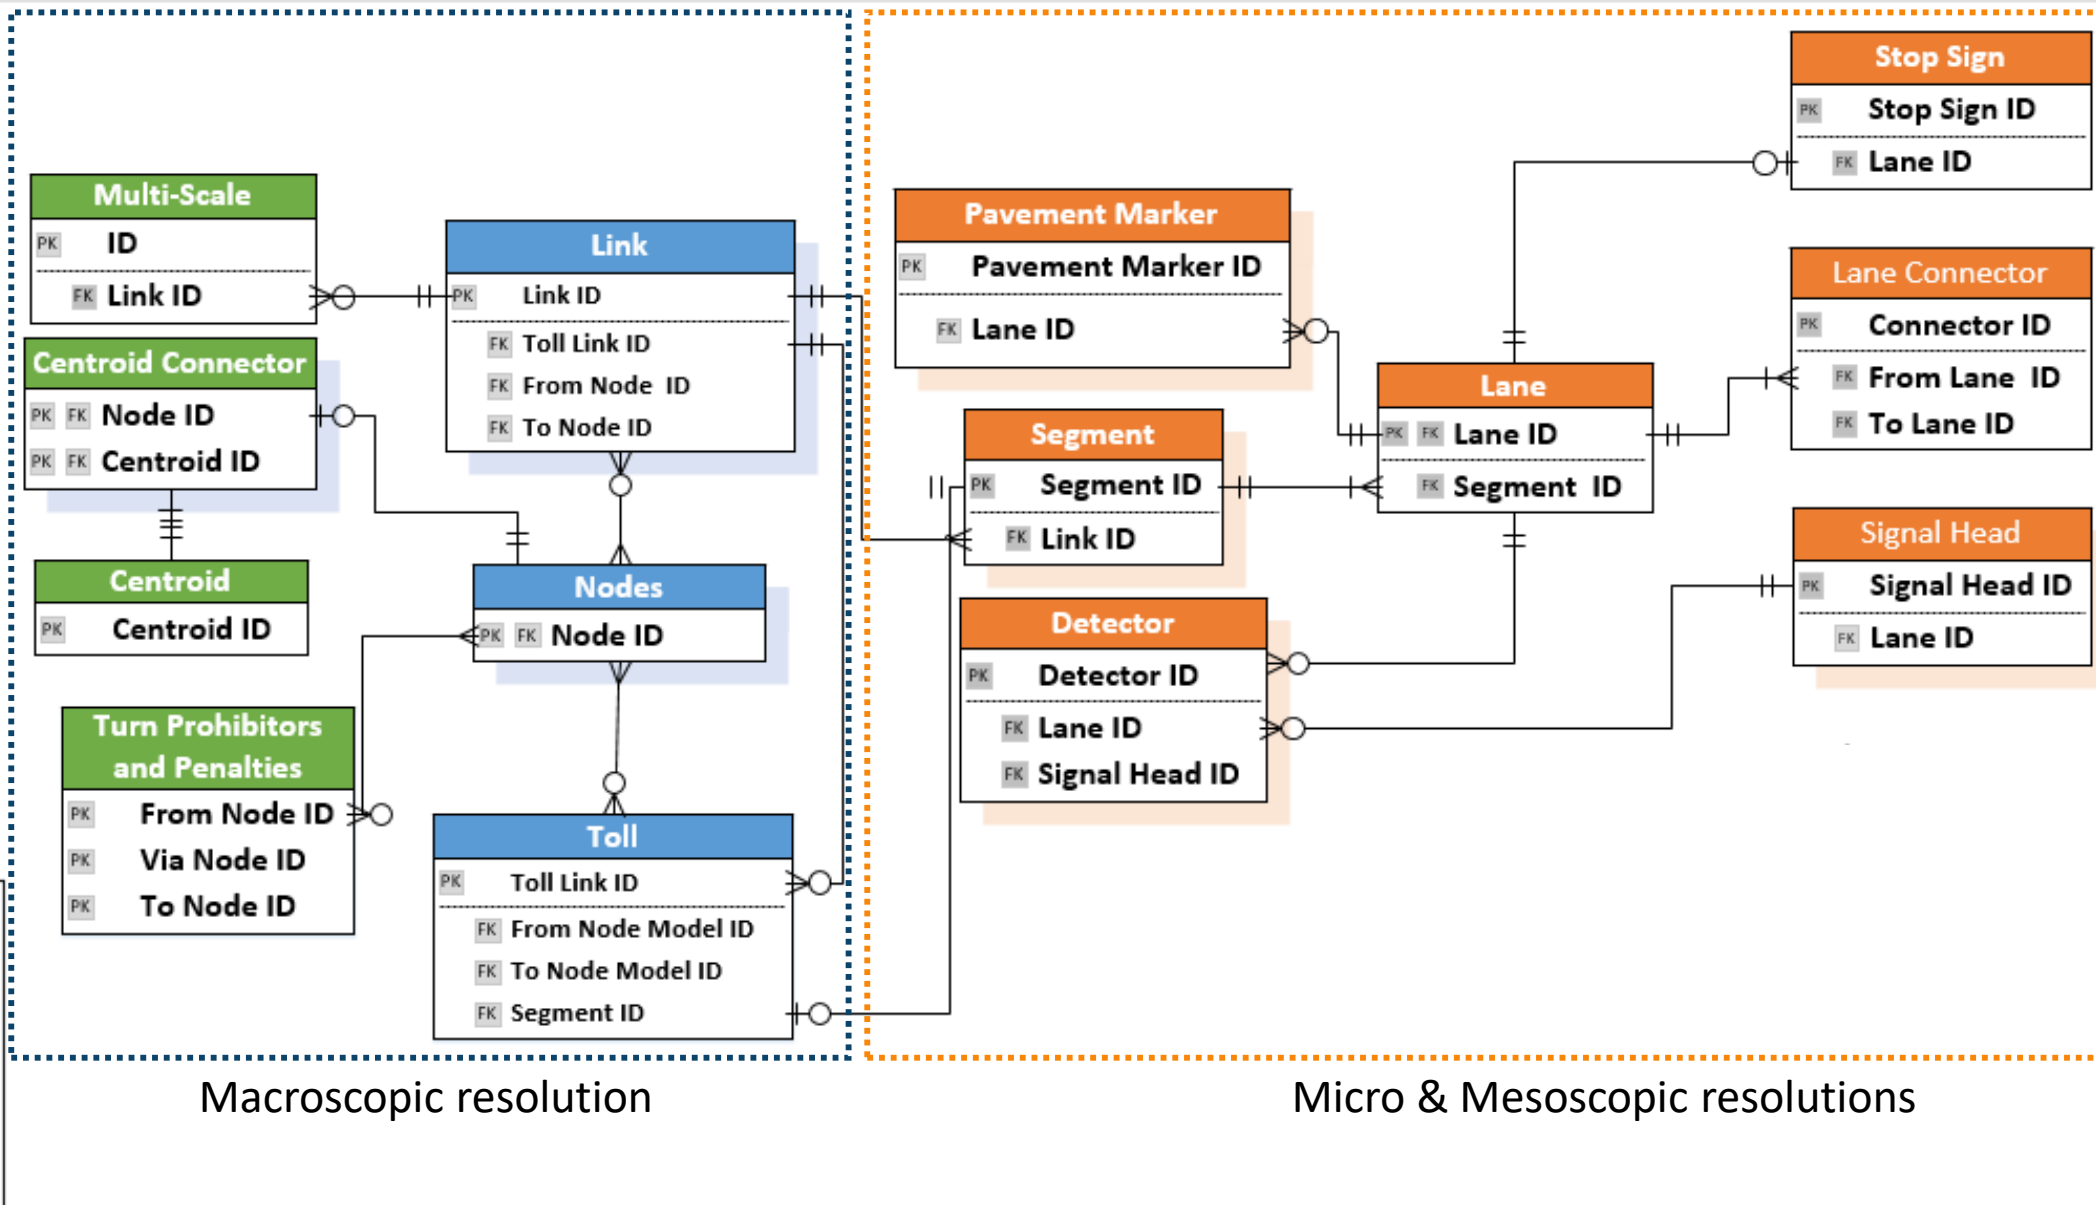 Multi-Scale
PK ID
FK Link ID
Centroid Connector
PK FK Node ID
PK FK Centroid ID
Centroid
PK Centroid ID
Turn Prohibitors
and Penalties
PK From Node ID
PK Via Node ID
PK To Node ID
Link
PK Link ID
FK Toll Link ID
FK From Node ID
FK To Node ID
Nodes
PK FK Node ID
Toll
PK Toll Link ID
FK From Node Model ID
FK To Node Model ID
FK Segment ID
Macroscopic resolution
Pavement Marker
PK Pavement Marker ID
FK Lane ID
Segment
PK Segment ID
FK Link ID
Detector
PK Detector ID
FK Lane ID
FK Signal Head ID
Lane
PK FK Lane ID
FK Segment ID
Stop Sign
PK Stop Sign ID
FK Lane ID
Lane Connector
PK Connector ID
FK From Lane ID
FK To Lane ID
Signal Head
PK Signal Head ID
FK Lane ID
Micro & Mesoscopic resolutions